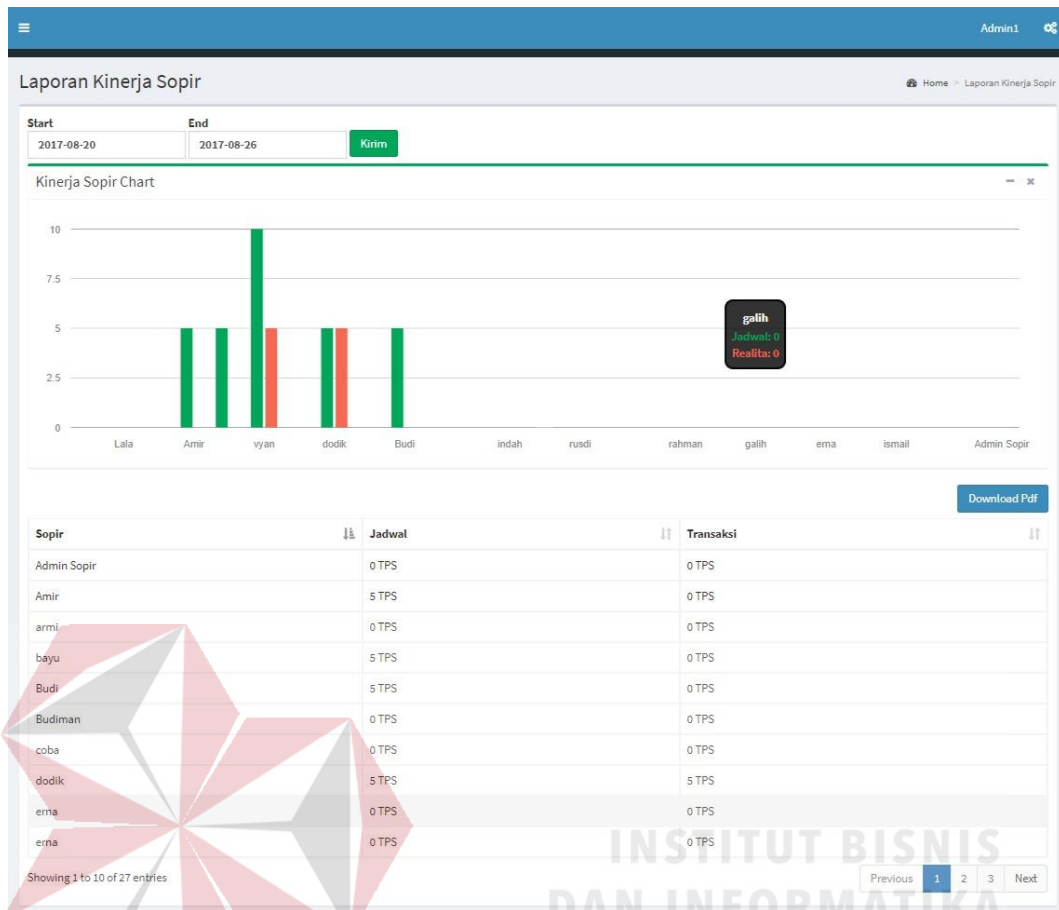 Admin1
Laporan Kinerja Sopir
Home > Laporan Kinerja Sopir
Start End
2017-08-20 2017-08-26 Kirim
Kinerja Sopir Chart
10
7.5
5
2.5
0
galih
Jadwal: 0
Realita: 0
Lala Amir vyan dodik Budi indah rusdi rahman galih erna ismail Admin Sopir
Download Pdf
Sopir Jadwal Transaksi
Admin Sopir 0 TPS 0 TPS
Amir 5 TPS 0 TPS
armi 0 TPS 0 TPS
bayu 5 TPS 0 TPS
Budi 5 TPS 0 TPS
Budiman 0 TPS 0 TPS
coba 0 TPS 0 TPS
dodik 5 TPS 5 TPS
erna 0 TPS 0 TPS
erna 0 TPS 0 TPS
INSTITUT BISNIS
Showing 1 to 10 of 27 entries Previous 1 2 3 Next
DAN INFORMATIKA